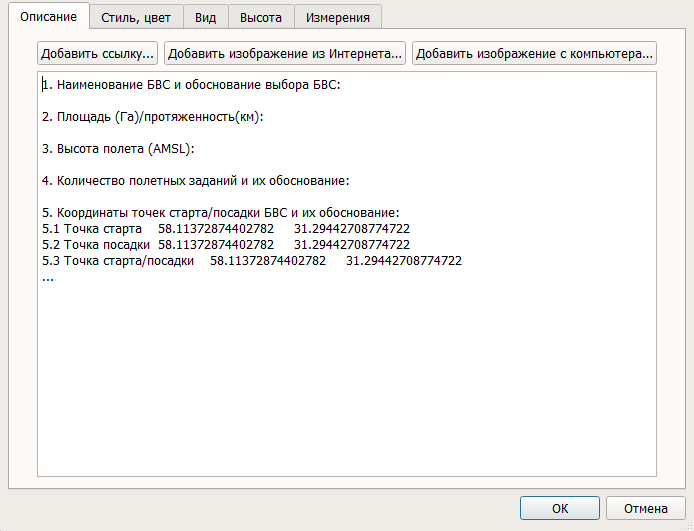 Описание Стиль, цвет Вид Высота Измерения
Добавить ссылку... Добавить изображение из Интернета... Добавить изображение с компьютера...
1. Наименование БВС и обоснование выбора БВС:
2. Площадь (Га)/протяженность(км):
3. Высота полета (AMSL):
4. Количество полетных заданий и их обоснование:
5. Координаты точек старта/посадки БВС и их обоснование:
5.1 Точка старта 58.11372874402782 31.29442708774722
5.2 Точка посадки 58.11372874402782 31.29442708774722
5.3 Точка старта/посадки 58.11372874402782 31.29442708774722
...
ОК Отмена